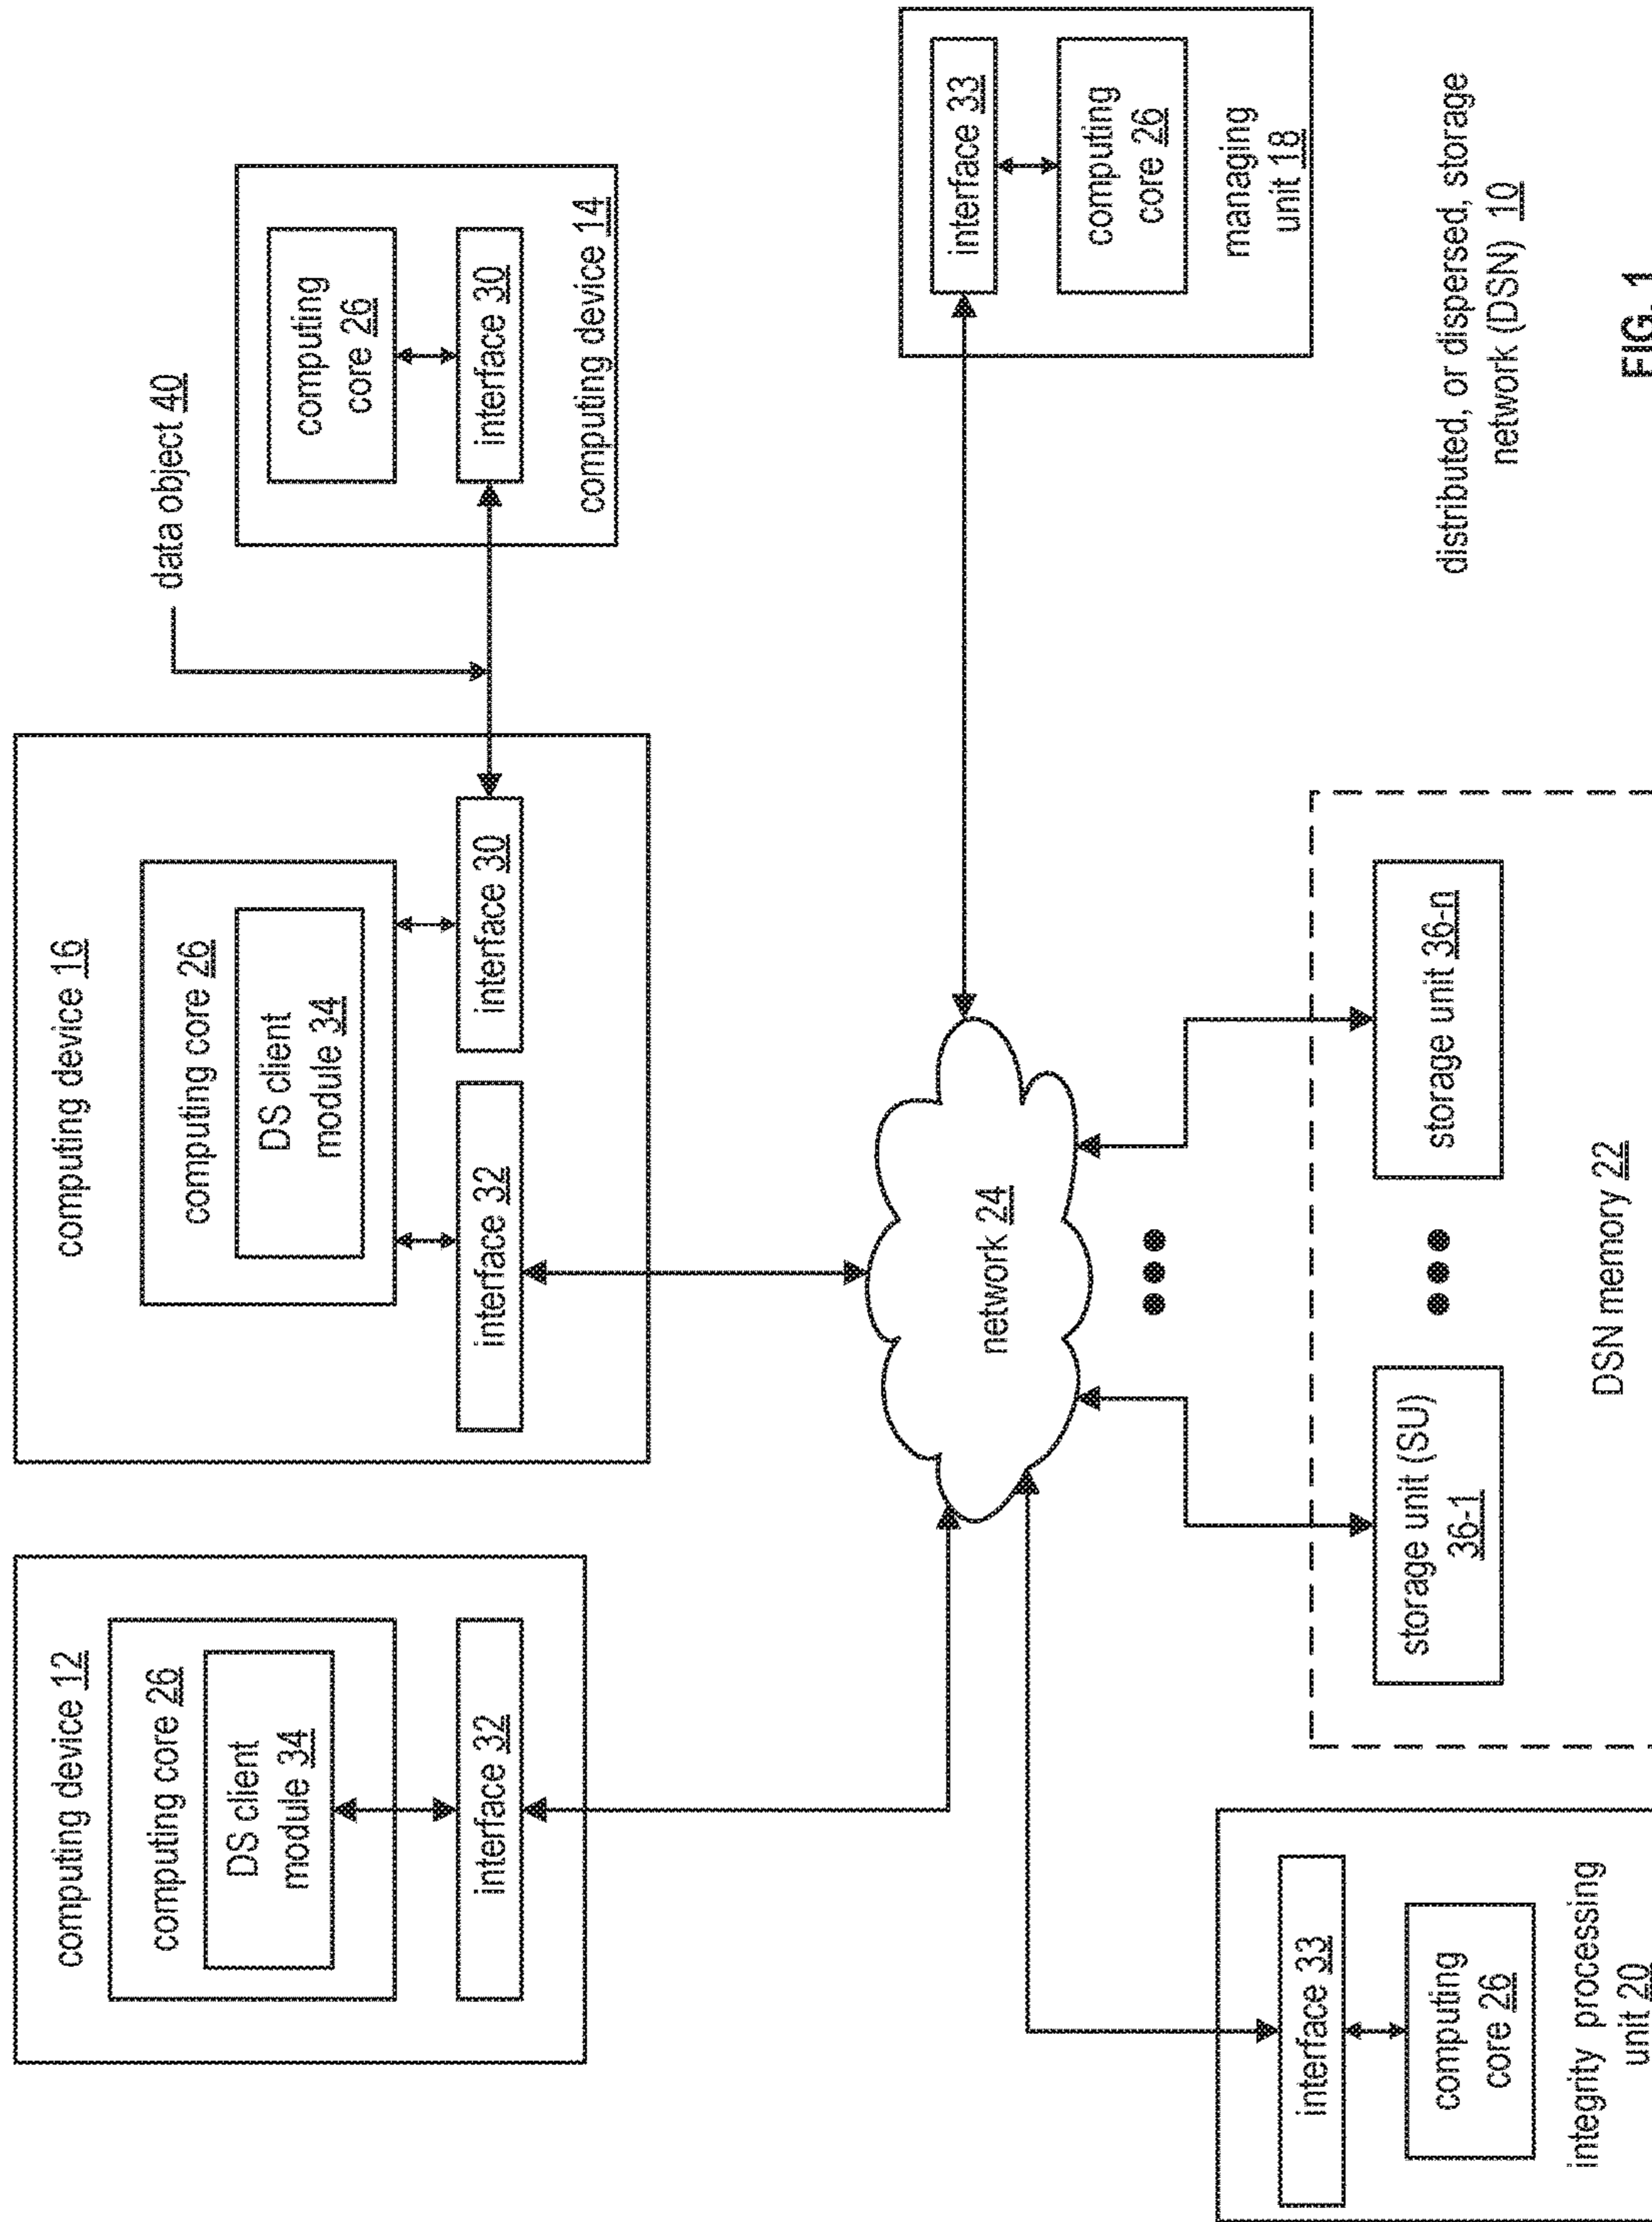 computing device 12
computing core 26
DS client
module 34
interface 32
computing device 16
computing core 26
DS client
module 34
interface 32
interface 30
data object 40
computing
core 26
interface 30
computing device 14
network 24
interface 33
computing
core 26
managing
unit 18
interface 33
computing
core 26
integrity processing
unit 20
storage unit (SU)
36-1
storage unit 36-n
DSN memory 22
distributed, or dispersed, storage
network (DSN) 10
FIG. 1